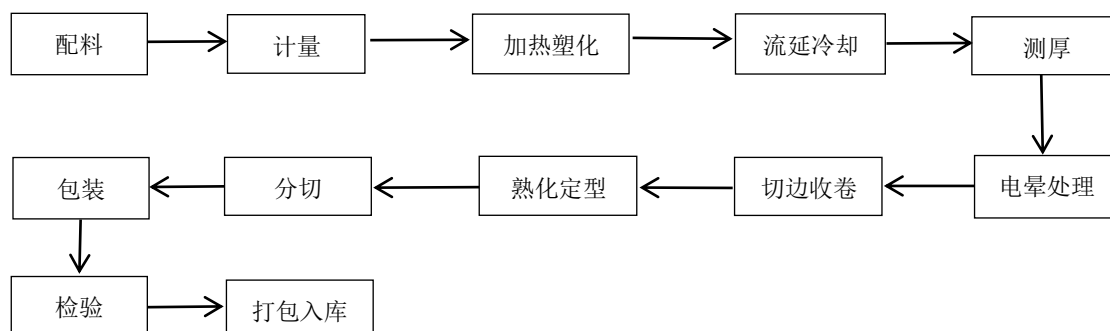 配料
计量
加热塑化
流延冷却
测厚
电晕处理
切边收卷
熟化定型
分切
包装
检验
打包入库